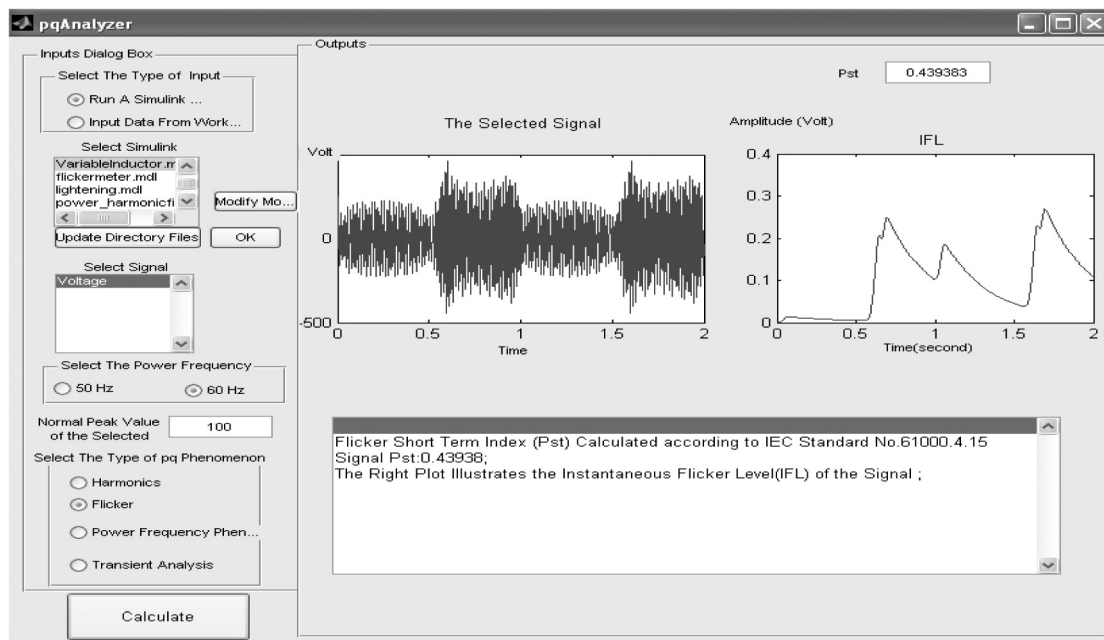 pqAnalyzer
Inputs Dialog Box
Select The Type of Input
Run A Simulink ...
Input Data From Work...
Select Simulink
VariableInductor.m
flickermeter.mdl
lightening.mdl
power_harmonicfi
Modify Mo...
Update Directory Files
OK
Select Signal
Voltage
Select The Power Frequency
50 Hz
60 Hz
Normal Peak Value
of the Selected
100
Select The Type of pq Phenomenon
Harmonics
Flicker
Power Frequency Phen...
Transient Analysis
Calculate
Outputs
Pst
0.439383
The Selected Signal
Volt
0
-500
0
0.5
1
1.5
2
Time
Amplitude (Volt)
IFL
0.4
0.3
0.2
0.1
0
0
0.5
1
1.5
2
Time(second)
Flicker Short Term Index (Pst) Calculated according to IEC Standard No.61000.4.15
Signal Pst:0.43938;
The Right Plot Illustrates the Instantaneous Flicker Level(IFL) of the Signal ;